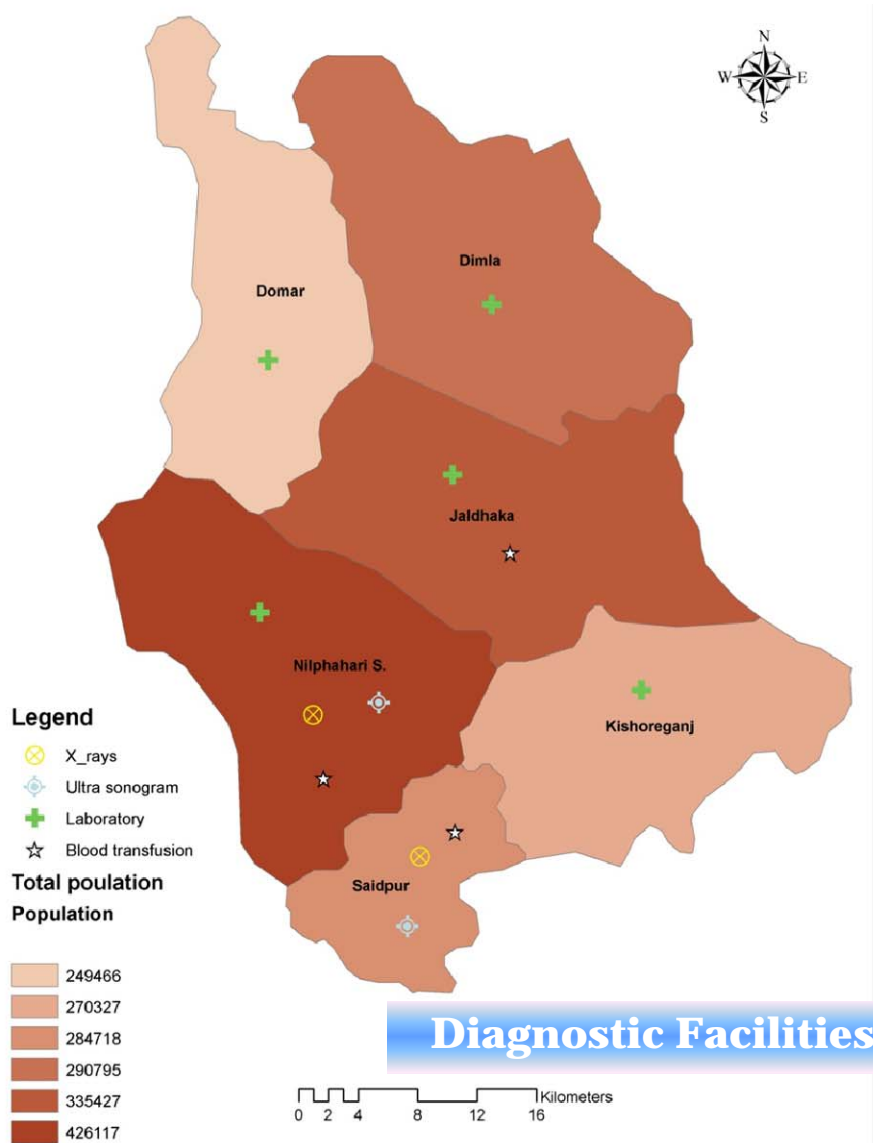 N
W E
S
Dimla
Domar
Jaldhaka
Nilphahari S.
Kishoreganj
Saidpur
Legend
X_rays
Ultra sonogram
Laboratory
Blood transfusion
Total poulation
Population
249466
270327
284718
290795
335427
426117
Diagnostic Facilities
Kilometers
0 2 4 8 12 16